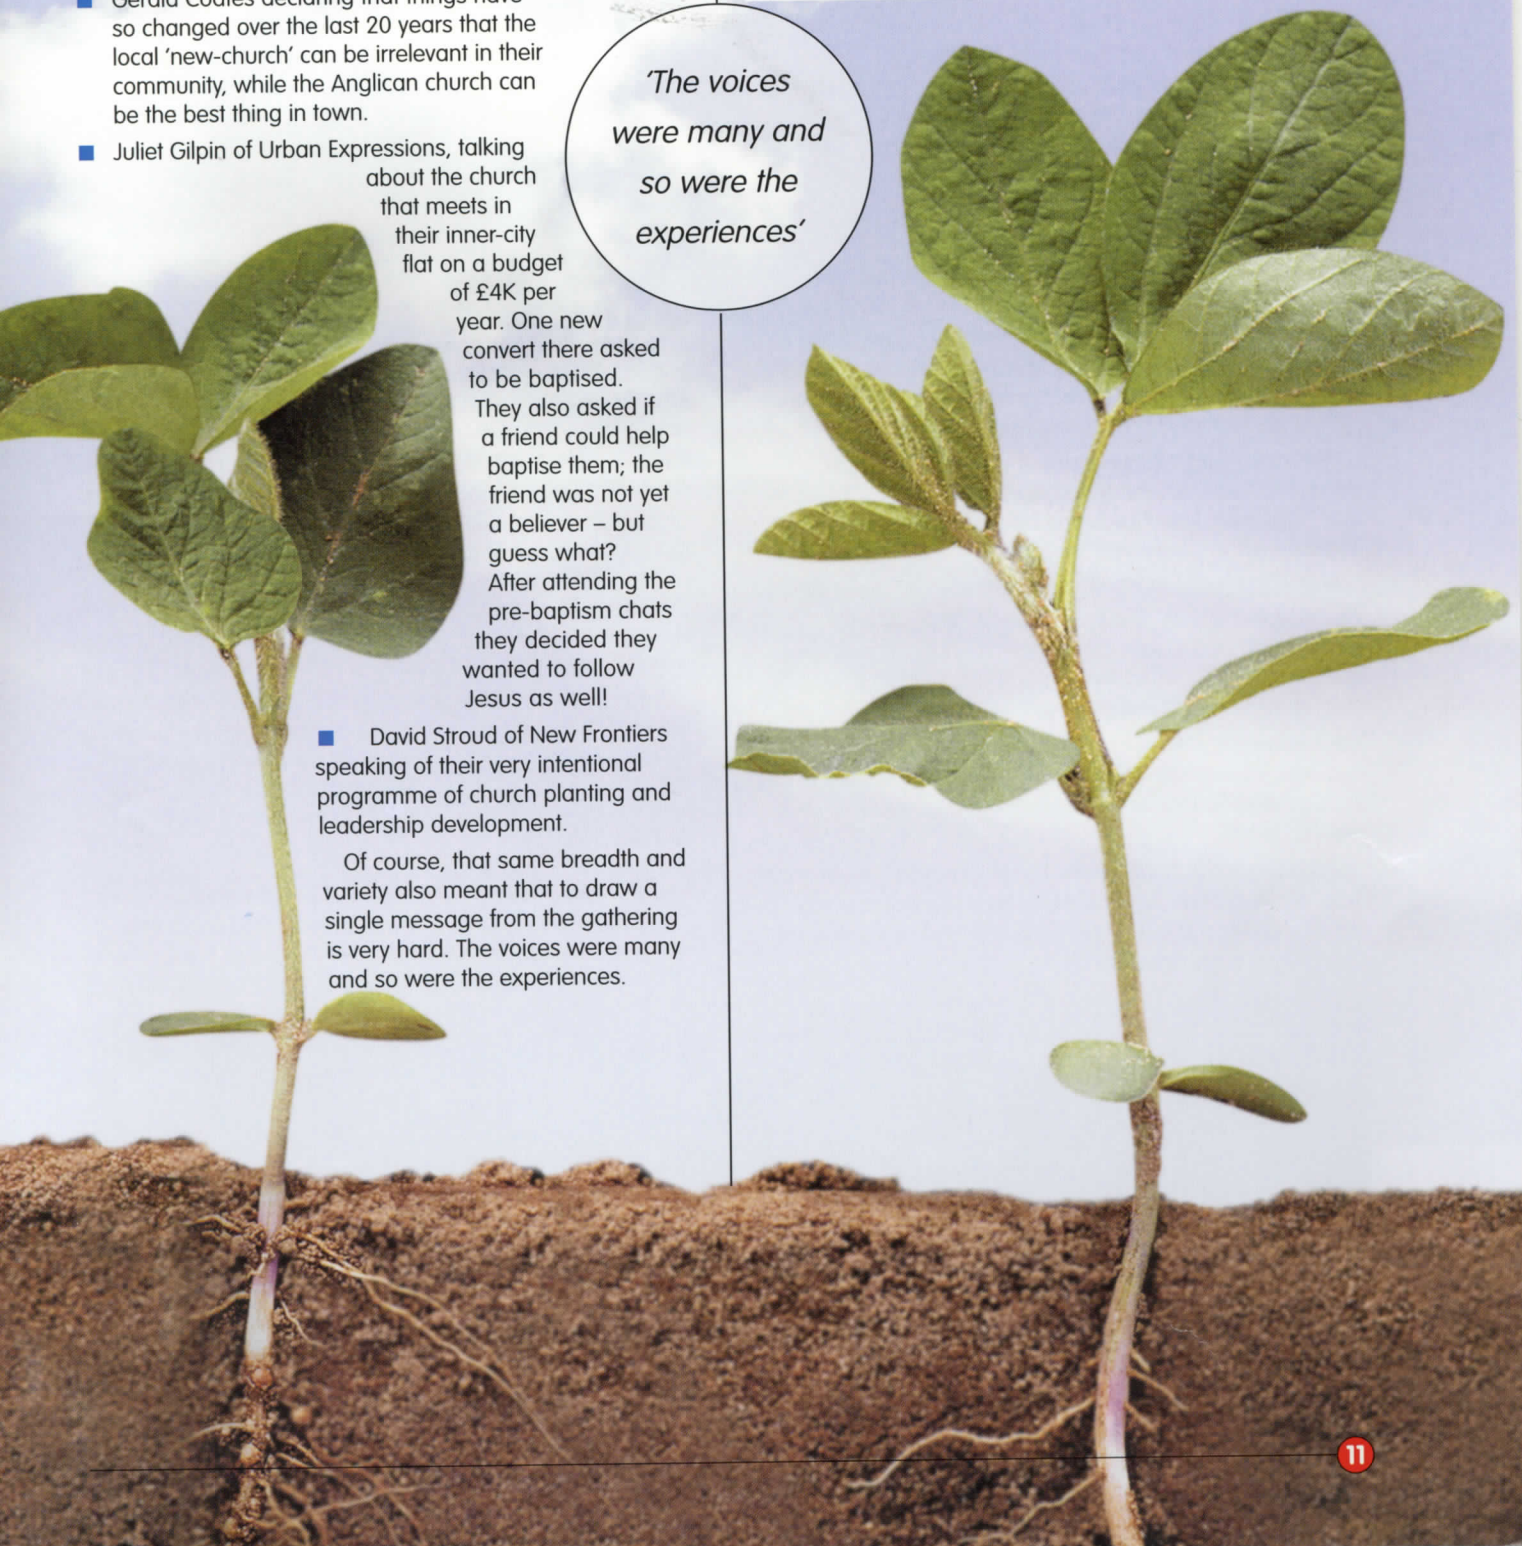 Gerald Coates declaring that things have
so changed over the last 20 years that the
local 'new-church' can be irrelevant in their
community, while the Anglican church can
be the best thing in town.
■ Juliet Gilpin of Urban Expressions, talking
about the church
that meets in
their inner-city
flat on a budget
of £4K per
year. One new
convert there asked
to be baptised.
They also asked if
a friend could help
baptise them; the
friend was not yet
a believer – but
guess what?
After attending the
pre-baptism chats
they decided they
wanted to follow
Jesus as well!
■ David Stroud of New Frontiers
speaking of their very intentional
programme of church planting and
leadership development.
Of course, that same breadth and
variety also meant that to draw a
single message from the gathering
is very hard. The voices were many
and so were the experiences.
'The voices
were many and
so were the
experiences'
11